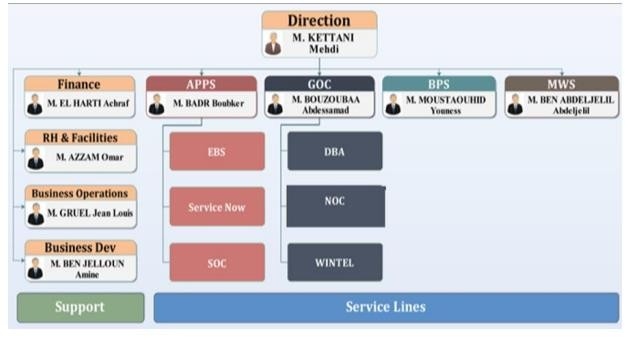 Direction
M. KETTANI
Mehdi
Finance
M. EL HARTI Achraf
APPS
M. BADR Boubker
GOC
M. BOUZOUBAA
Abdessamad
BPS
M. MOUSTAOUHID
Youness
MWS
M. BEN ABDELJELIL
Abdeljelil
RH & Facilities
M. AZZAM Omar
EBS
DBA
Business Operations
M. GRUEL Jean Louis
Service Now
NOC
Business Dev
M. BEN JELLOUN
Amine
SOC
WINTEL
Support
Service Lines